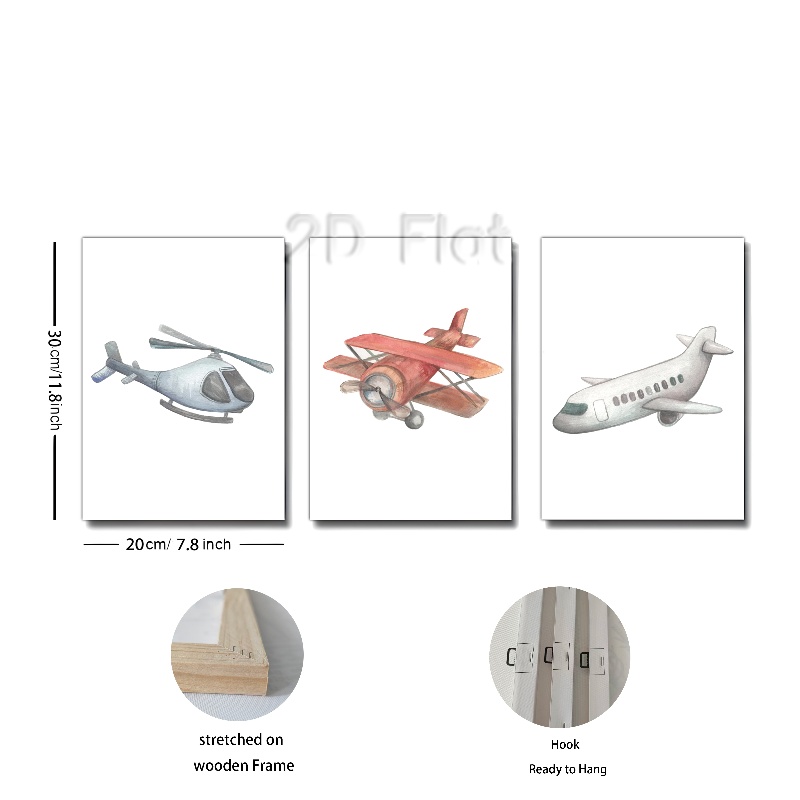 2D Flat
30cm/11.8inch
20cm/ 7.8 inch
stretched on
wooden Frame
Hook
Ready to Hang